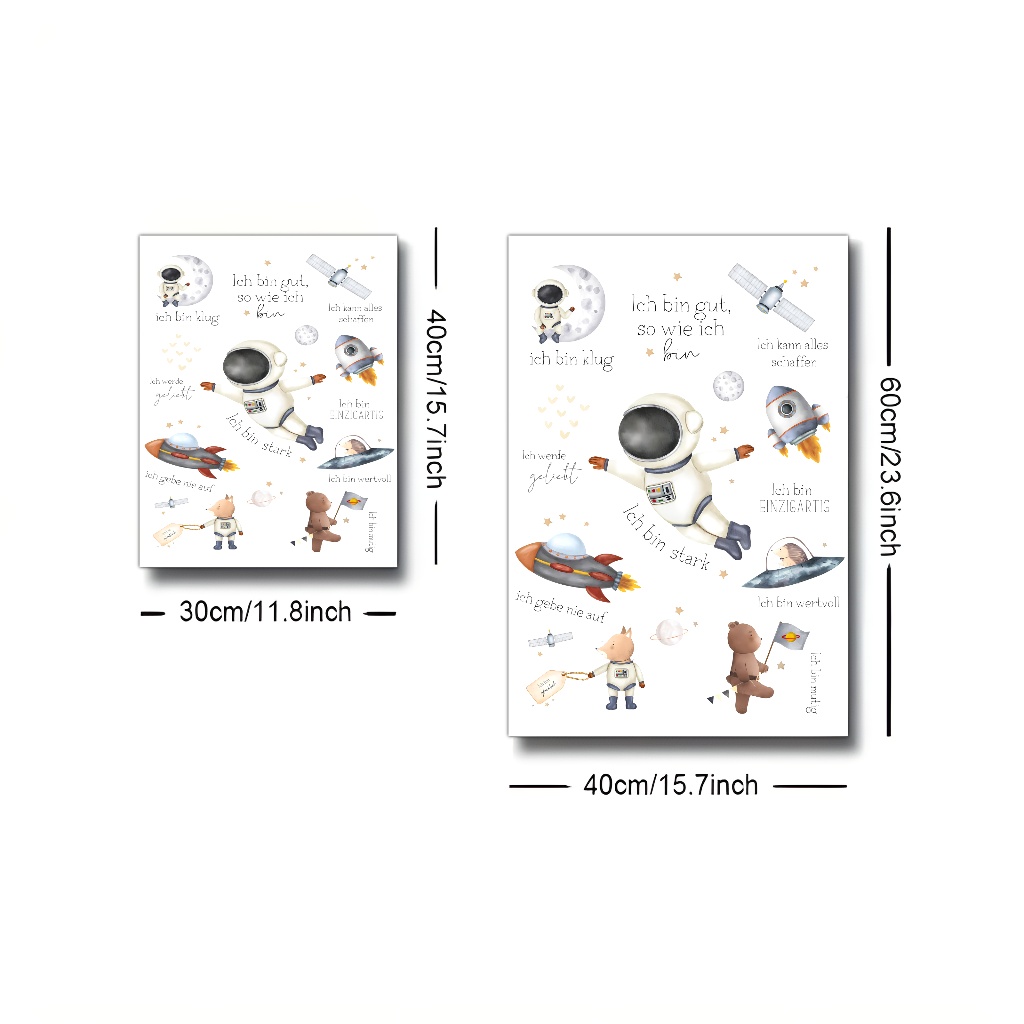 Ich bin gut,
so wie ich
bin
ich bin klug
Ich kann alles
schaffen
Ich werde
geliebt
Ich bin
EINZIGARTIG
Ich bin stark
Ich bin wertvoll
ich gebe nie auf
ich bin mutig
40cm/15.7inch
30cm/11.8inch
Ich bin gut,
so wie ich
bin
ich bin klug
Ich kann alles
schaffen
Ich werde
geliebt
Ich bin
EINZIGARTIG
Ich bin stark
Ich bin wertvoll
ich gebe nie auf
ich bin mutig
60cm/23.6inch
40cm/15.7inch